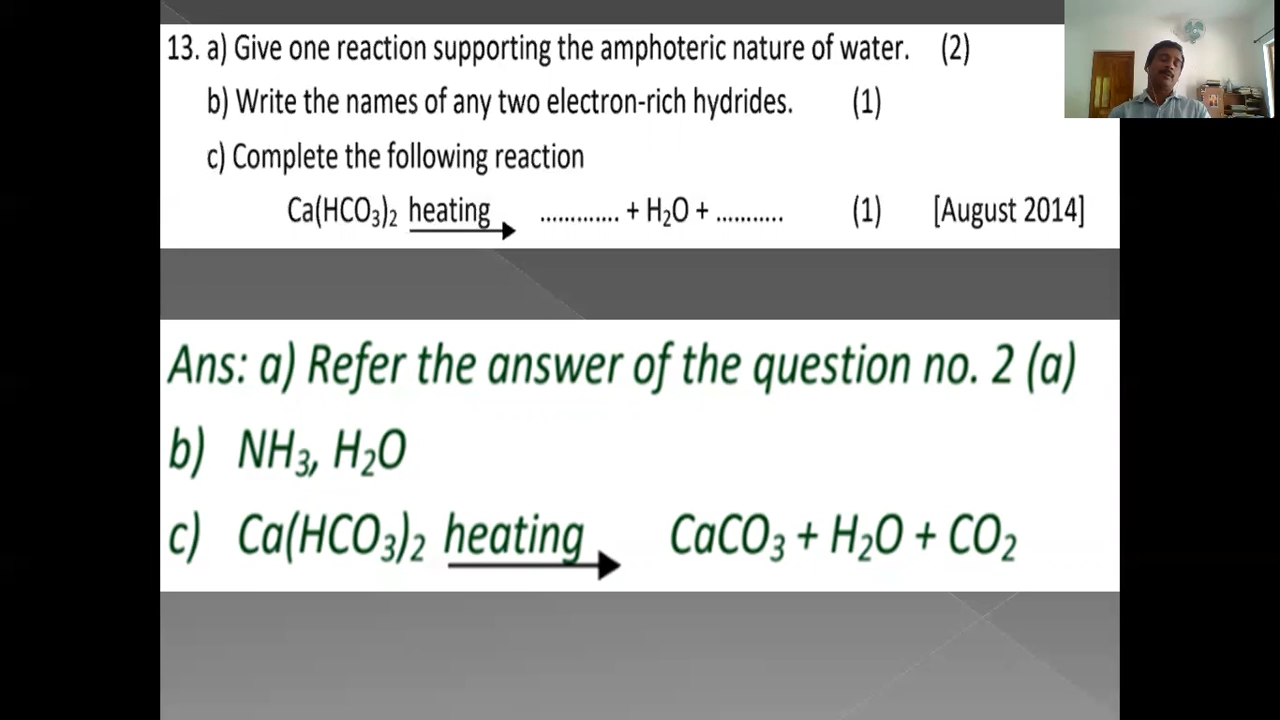 13. a) Give one reaction supporting the amphoteric nature of water. (2)
b) Write the names of any two electron-rich hydrides. (1)
c) Complete the following reaction
Ca(HCO₃)₂ heating ............. + H₂O + ........... (1) [August 2014]
Ans: a) Refer the answer of the question no. 2 (a)
b) NH₃, H₂O
c) Ca(HCO₃)₂ heating CaCO₃ + H₂O + CO₂